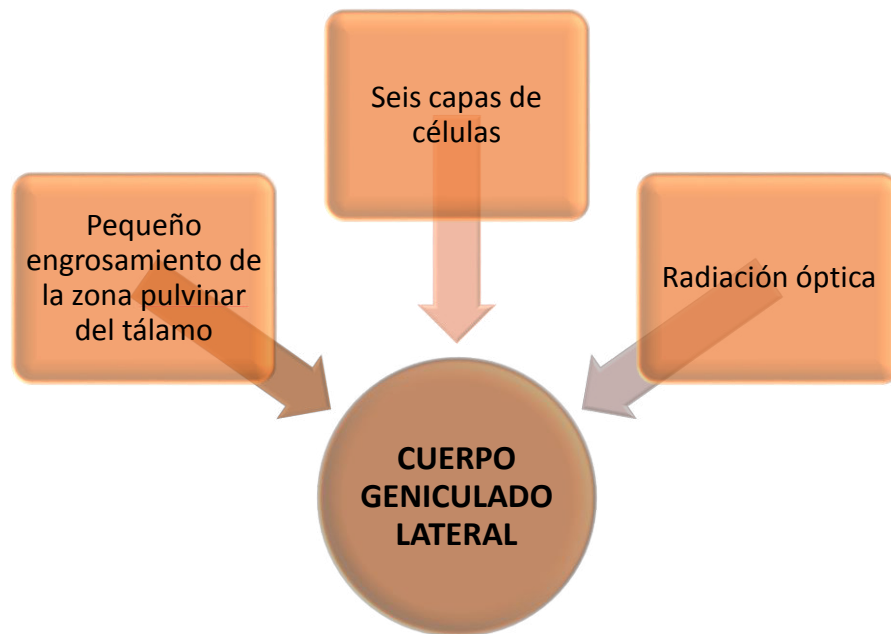 Seis capas de
células
Pequeño
engrosamiento de
la zona pulvinar
del tálamo
Radiación óptica
CUERPO
GENICULADO
LATERAL